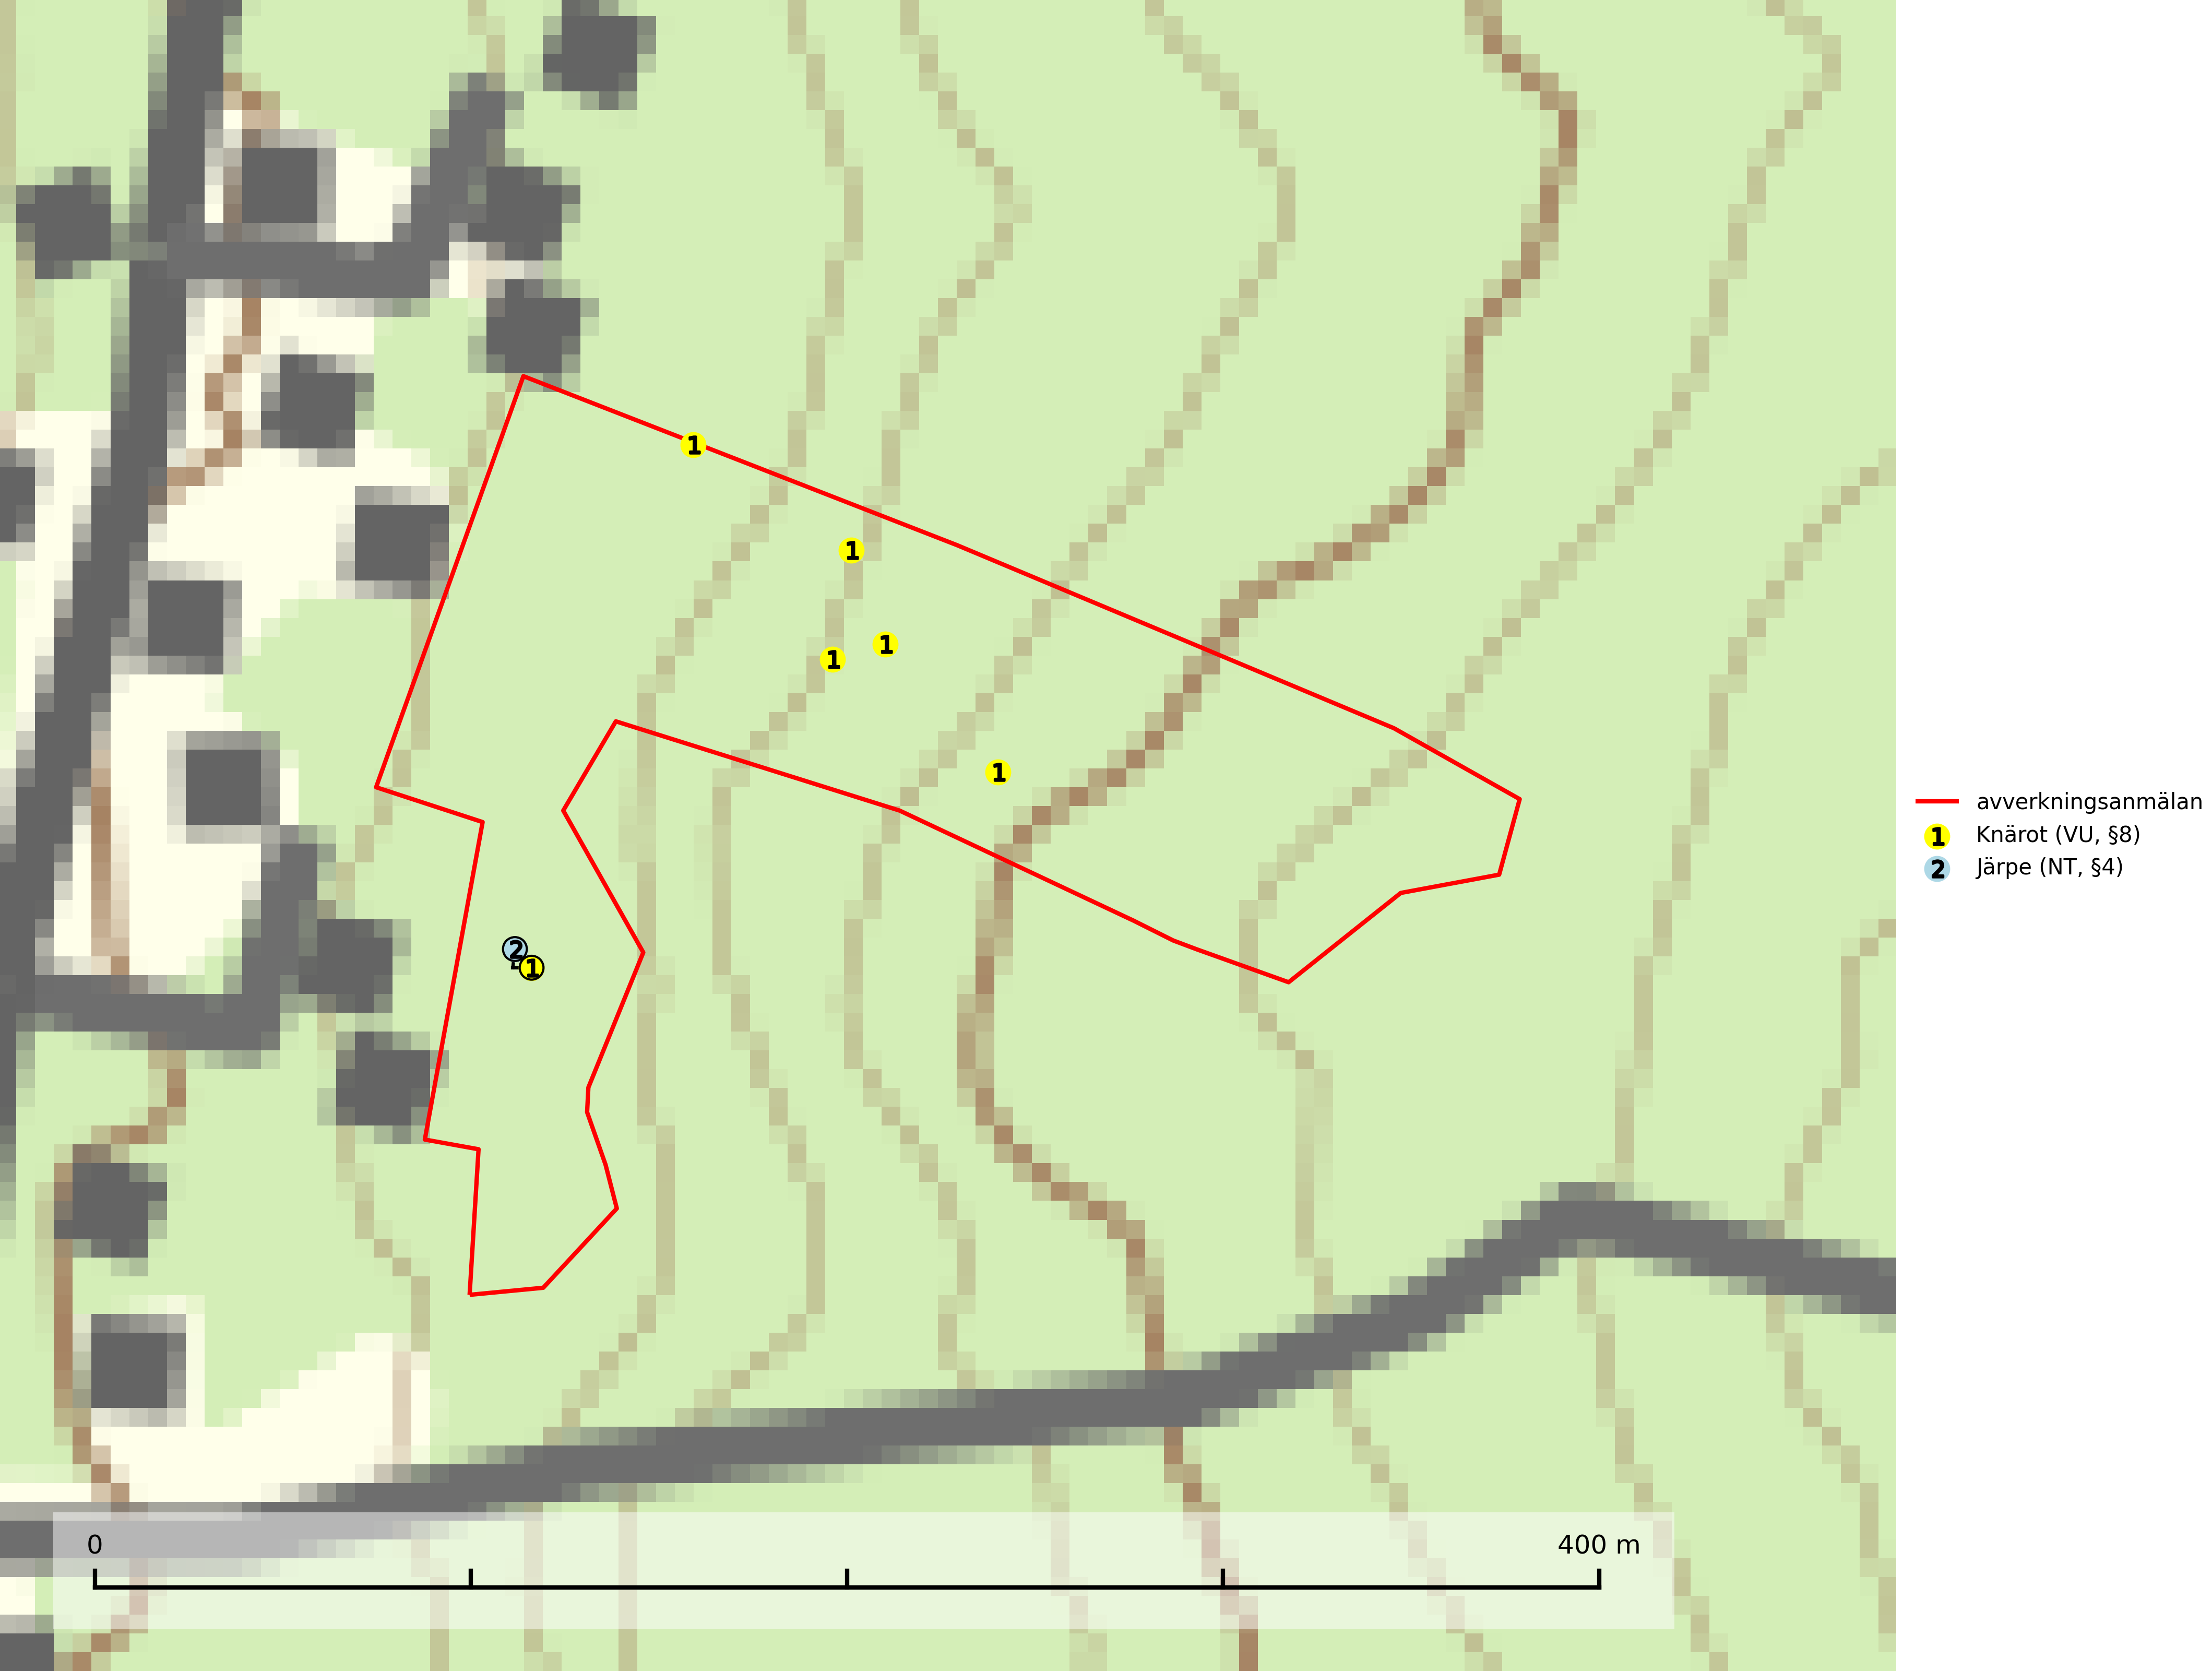 1
1
1
1
1
2
1
avverkningsanmälan
1 Knärot (VU, §8)
2 Järpe (NT, §4)
0 400 m